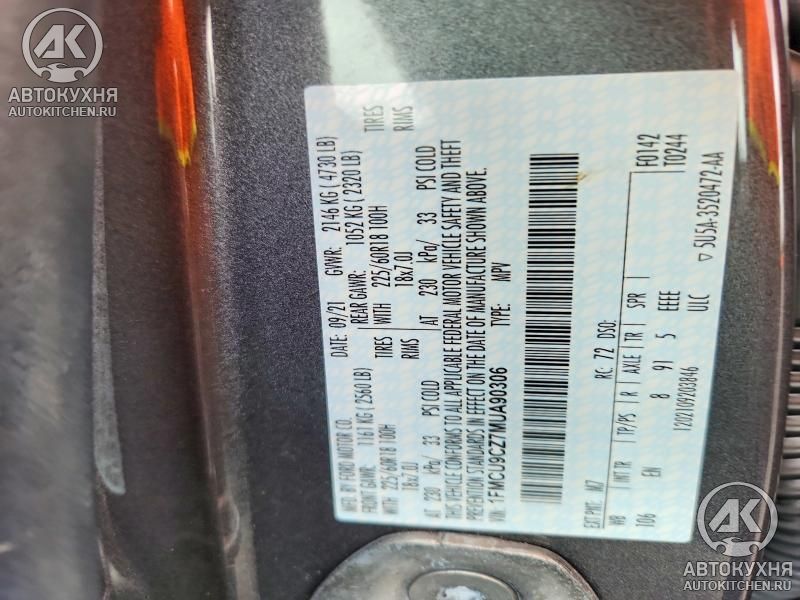 АК
АВТОКУХНЯ
AUTOKITCHEN.RU
MFD. BY FORD MOTOR CO.
DATE: 09/21 GVWR: 2146 KG ( 4730 LB)
FRONT GAWR: 1161 KG ( 2560 LB) REAR GAWR: 1052 KG ( 2320 LB)
WITH 225/60R18 100H TIRES WITH 225/60R18 100H TIRES
18x7.0J RIMS 18x7.0J RIMS
AT 230 kPa/ 33 PSI COLD AT 230 kPa/ 33 PSI COLD
THIS VEHICLE CONFORMS TO ALL APPLICABLE FEDERAL MOTOR VEHICLE SAFETY AND THEFT
PREVENTION STANDARDS IN EFFECT ON THE DATE OF MANUFACTURE SHOWN ABOVE.
VIN: 1FMCU9CZ7MUA90306 TYPE: MPV
EXT PNT: M7 RC: 72 DSO: F0142
WB INT TR TP/PS R AXLE TR SPR T0244
106 EN 8 91 5 EEEE
12021109203846 ULC ▽ 5U5A-3520472-AA
АК
АВТОКУХНЯ
AUTOKITCHEN.RU